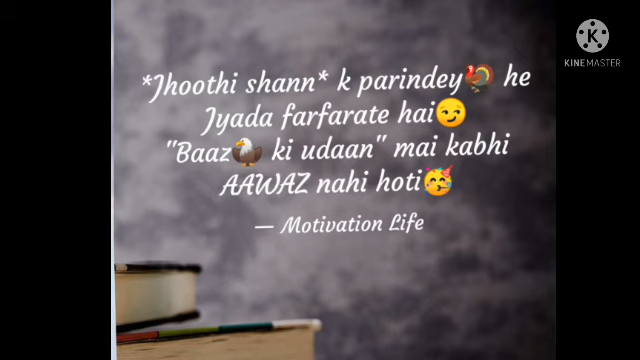 *Jhoothi shann* k parindey🦃 he
Jyada farfarate hai😏
"Baaz🦅 ki udaan" mai kabhi
AAWAZ nahi hoti🥳
— Motivation Life
K
KINEMASTER